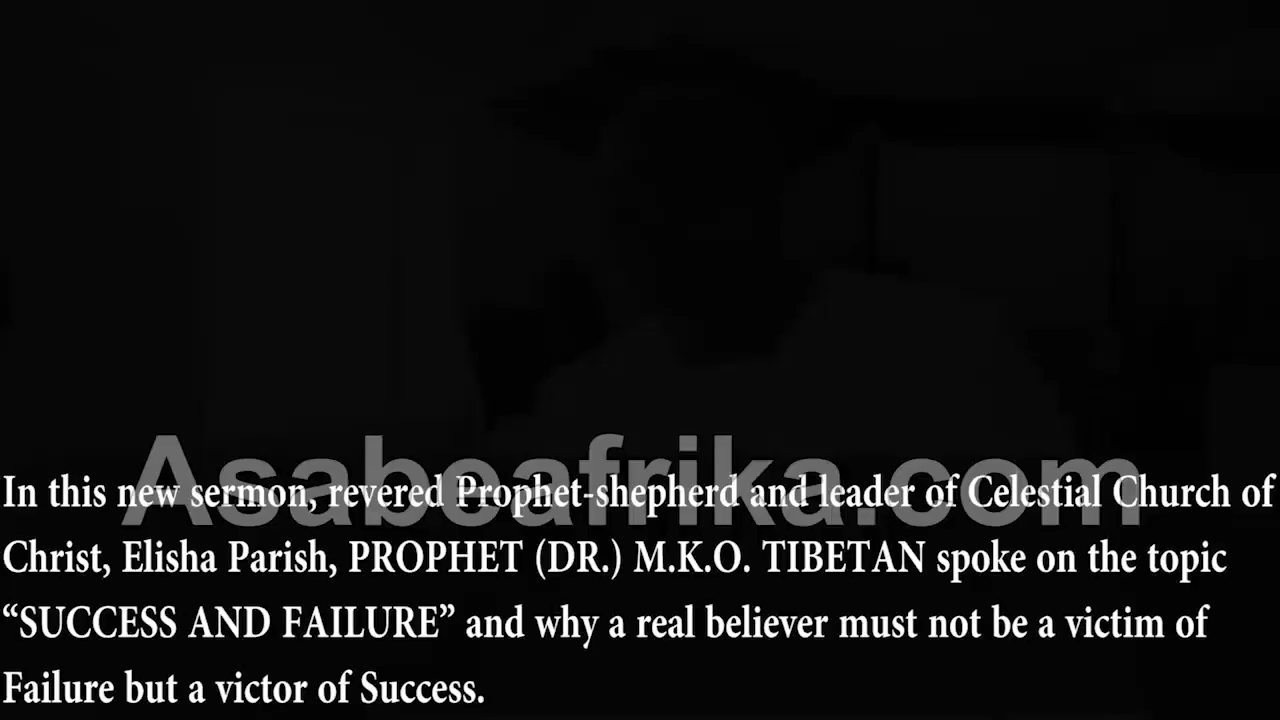 Asabeafrika.com
In this new sermon, revered Prophet-shepherd and leader of Celestial Church of
Christ, Elisha Parish, PROPHET (DR.) M.K.O. TIBETAN spoke on the topic
“SUCCESS AND FAILURE” and why a real believer must not be a victim of
Failure but a victor of Success.